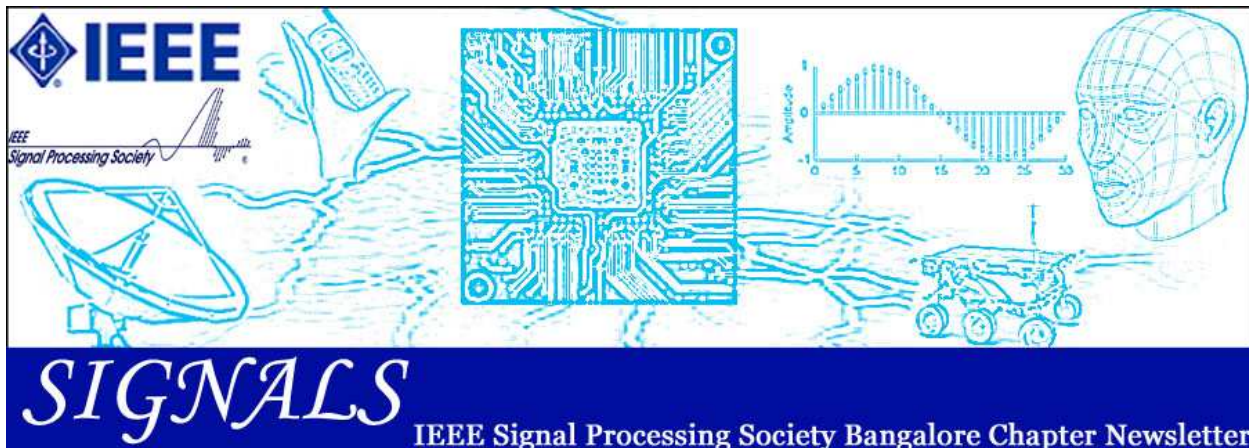 IEEE
IEEE
Signal Processing Society
Amplitude
1
0
-1
0 5 10 15 20 25 30
SIGNALS
IEEE Signal Processing Society Bangalore Chapter Newsletter